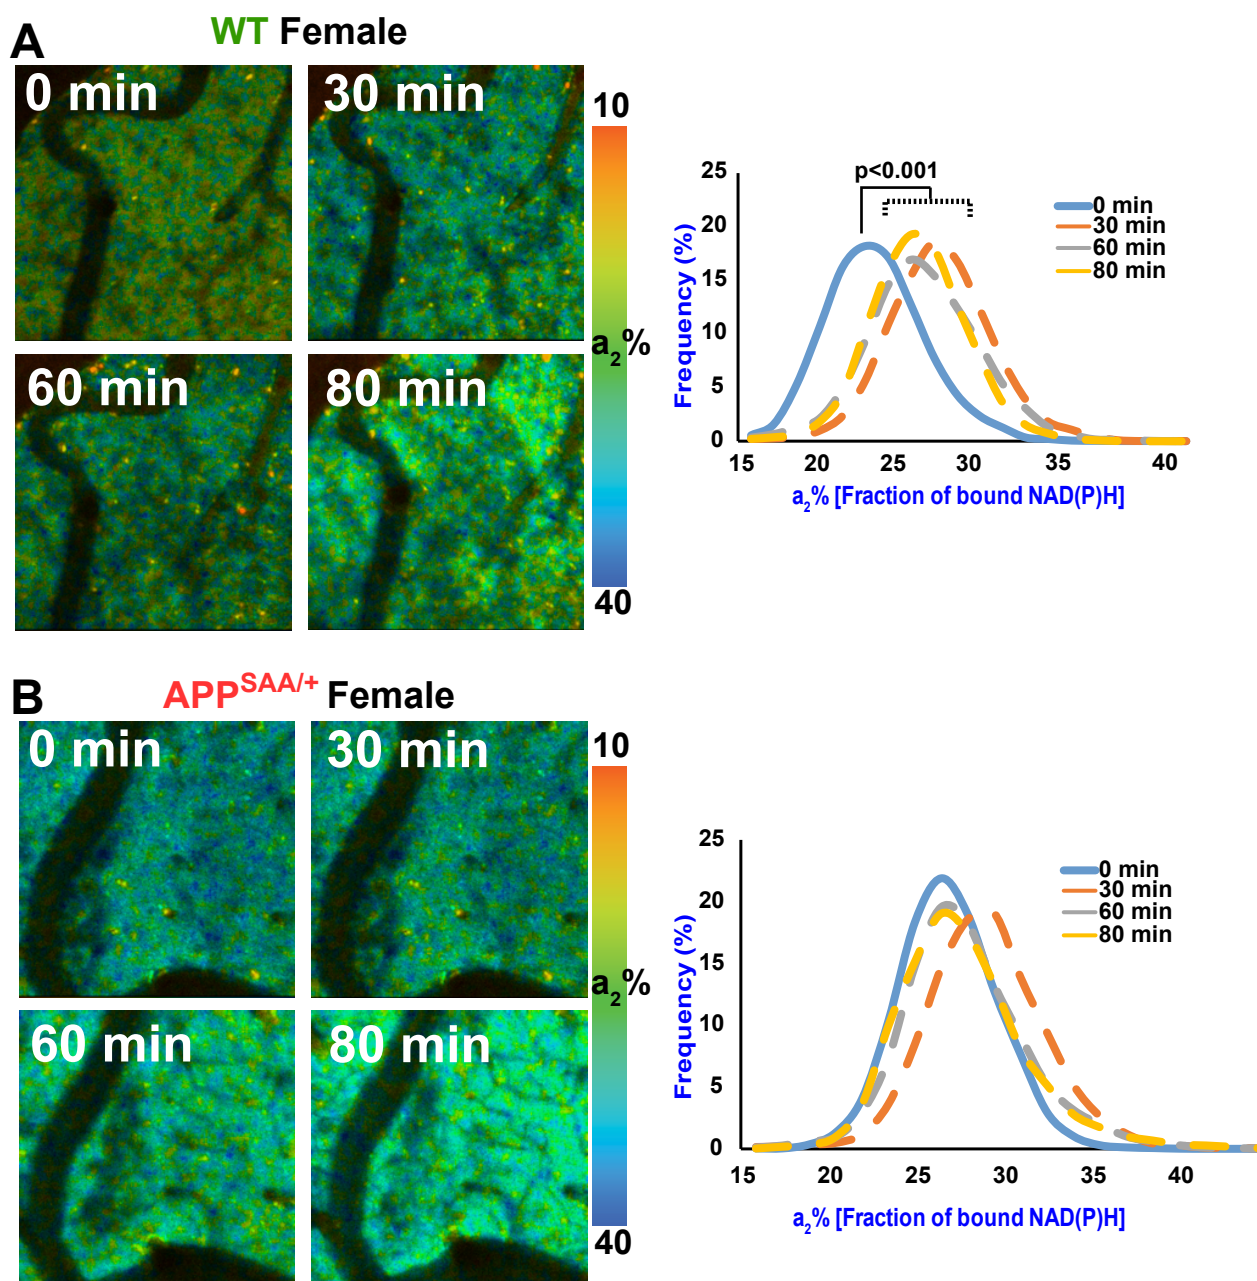 A
WT Female
0 min
30 min
60 min
80 min
10
a2%
40
25
20
15
10
5
0
p<0.001
0 min
30 min
60 min
80 min
15 20 25 30 35 40
Frequency (%)
a2% [Fraction of bound NAD(P)H]
B
APPSAA/+ Female
0 min
30 min
60 min
80 min
10
a2%
40
25
20
15
10
5
0
0 min
30 min
60 min
80 min
15 20 25 30 35 40
Frequency (%)
a2% [Fraction of bound NAD(P)H]